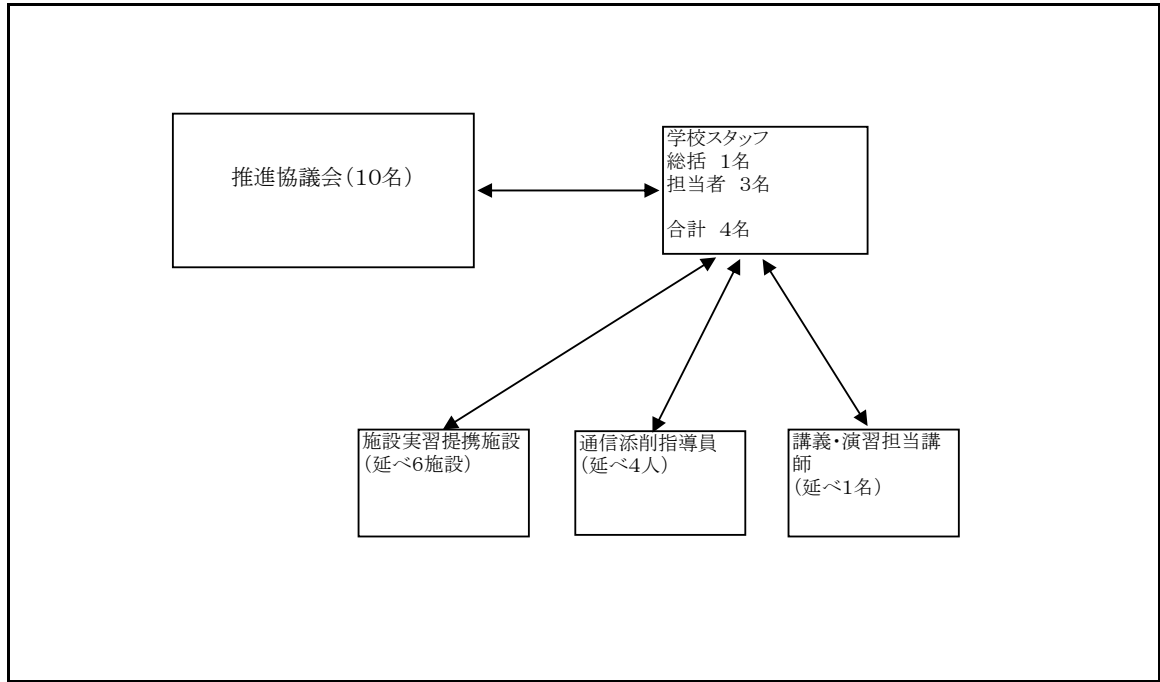 推進協議会(10名)
学校スタッフ
総括 1名
担当者 3名
合計 4名
施設実習提携施設
(延べ6施設)
通信添削指導員
(延べ4人)
講義・演習担当講
師
(延べ1名)